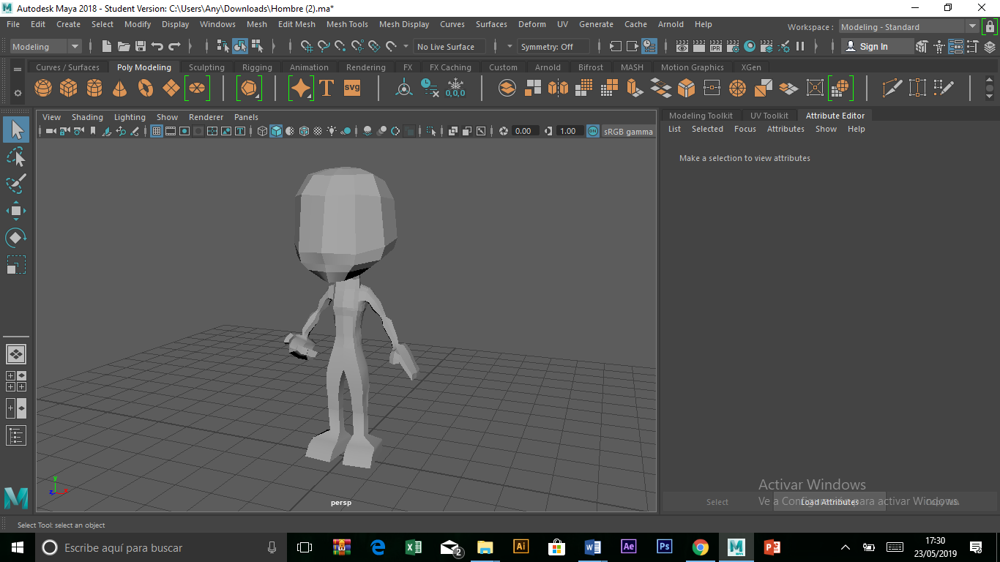 Autodesk Maya 2018 - Student Version: C:\Users\Any\Downloads\Hombre (2).ma*
File Edit Create Select Modify Display Windows Mesh Edit Mesh Mesh Tools Mesh Display Curves Surfaces Deform UV Generate Cache Arnold Help
Workspace : Modeling - Standard
Modeling No Live Surface Symmetry: Off IPR Sign In
Curves / Surfaces Poly Modeling Sculpting Rigging Animation Rendering FX FX Caching Custom Arnold Bifrost MASH Motion Graphics XGen
T svg 0,0,0
View Shading Lighting Show Renderer Panels
0.00 1.00 ON sRGB gamma
Modeling Toolkit UV Toolkit Attribute Editor
List Selected Focus Attributes Show Help
Make a selection to view attributes
y
z x
persp
Activar Windows
Ve a Configuración para activar Windows.
Select Load Attributes Copy Tab
Select Tool: select an object
MAYA
Escribe aquí para buscar
2 Ai Ae Ps
17:30
23/05/2019